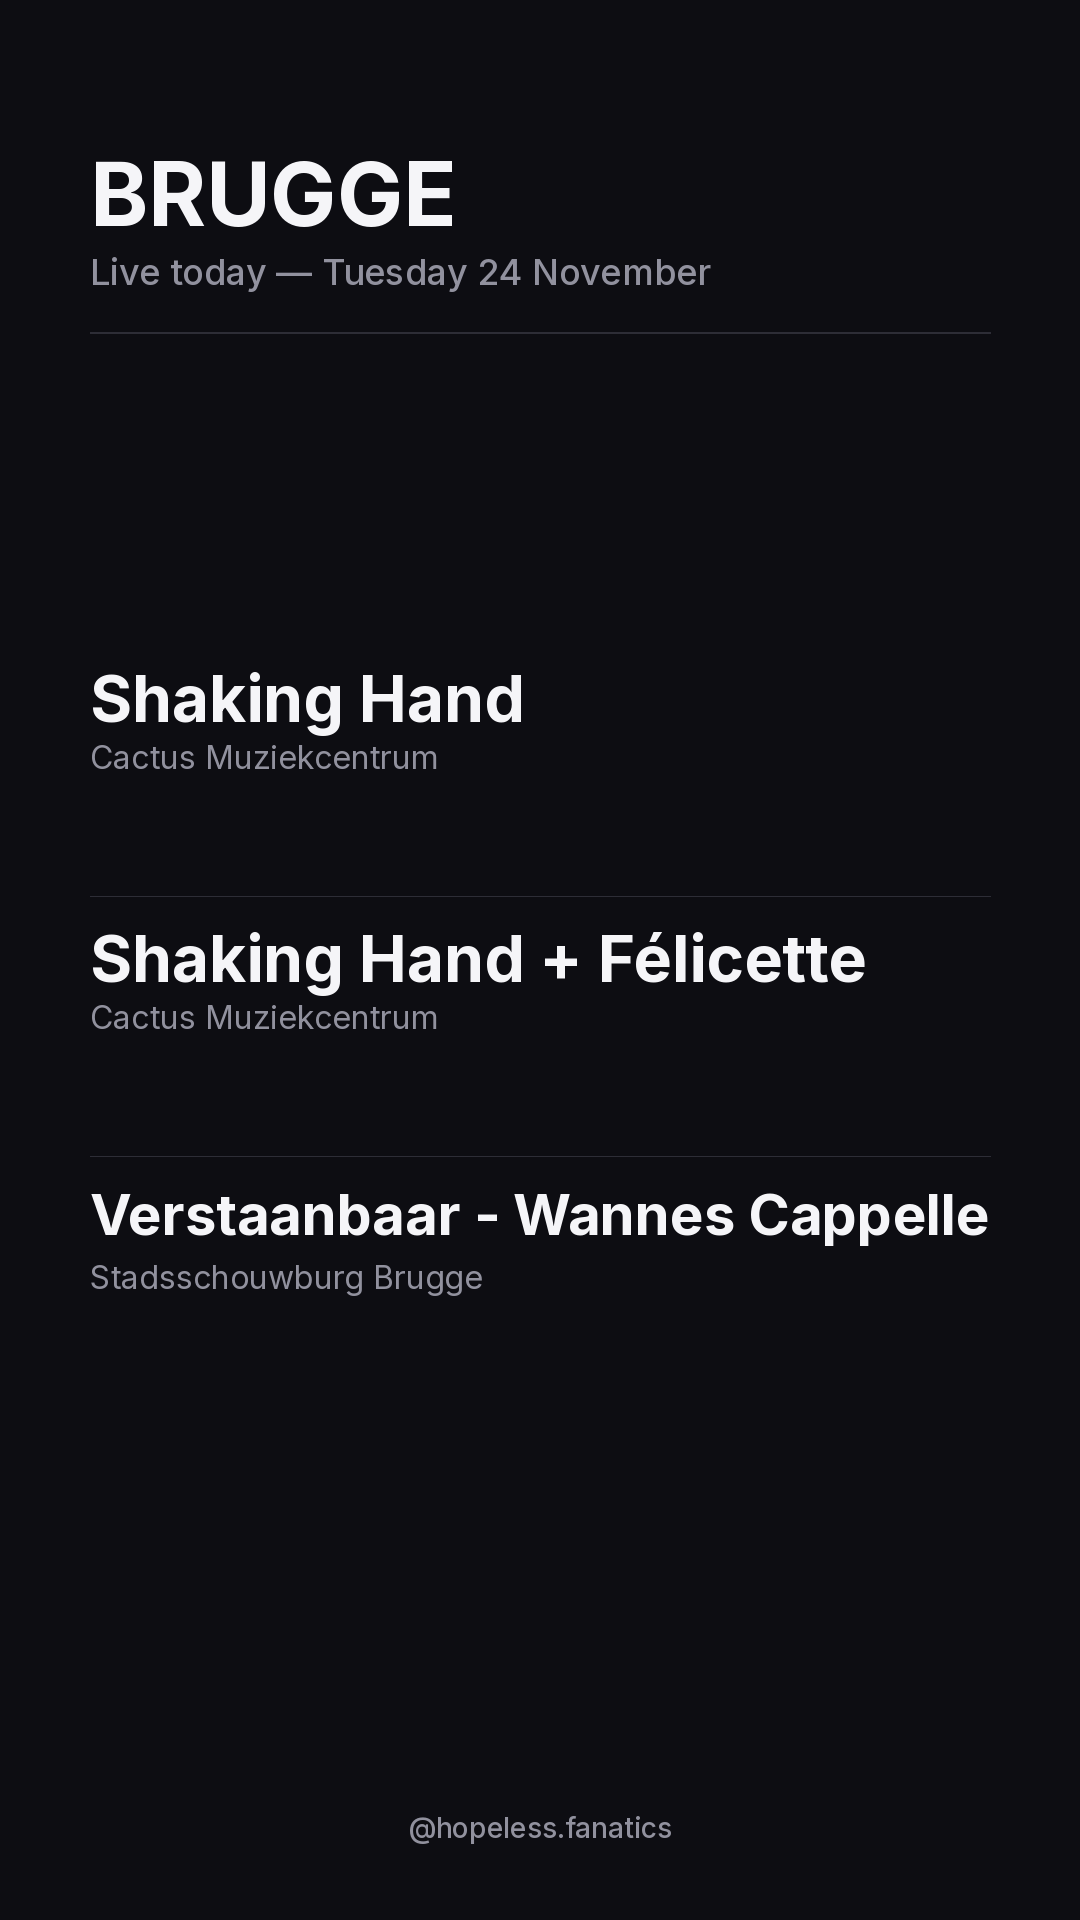 BRUGGE
Live today — Tuesday 24 November
Shaking Hand
Cactus Muziekcentrum
Shaking Hand + Félicette
Cactus Muziekcentrum
Verstaanbaar - Wannes Cappelle
Stadsschouwburg Brugge
@hopeless.fanatics